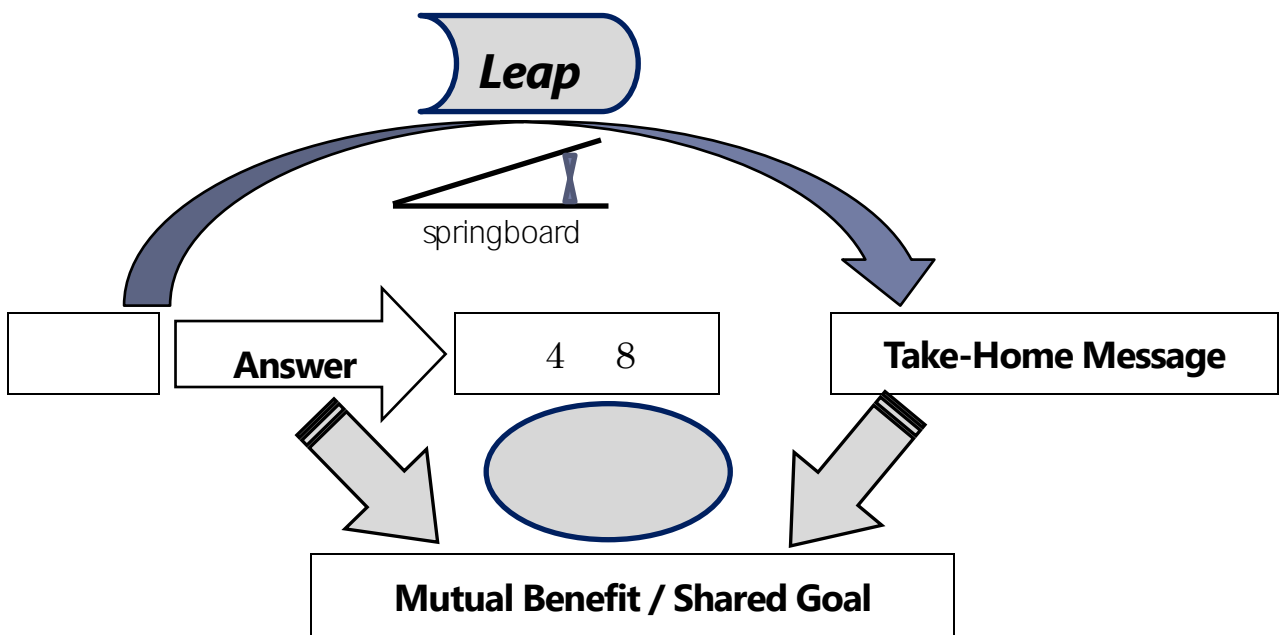 Leap
springboard
Answer
4 8
Take-Home Message
Mutual Benefit / Shared Goal